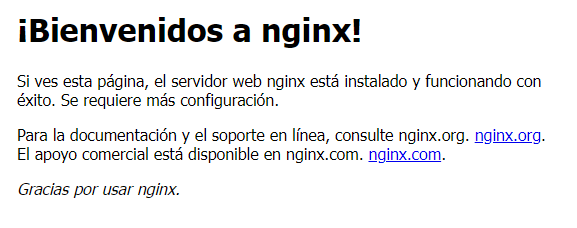 ¡Bienvenidos a nginx!
Si ves esta página, el servidor web nginx está instalado y funcionando con
éxito. Se requiere más configuración.
Para la documentación y el soporte en línea, consulte nginx.org. nginx.org.
El apoyo comercial está disponible en nginx.com. nginx.com.
Gracias por usar nginx.